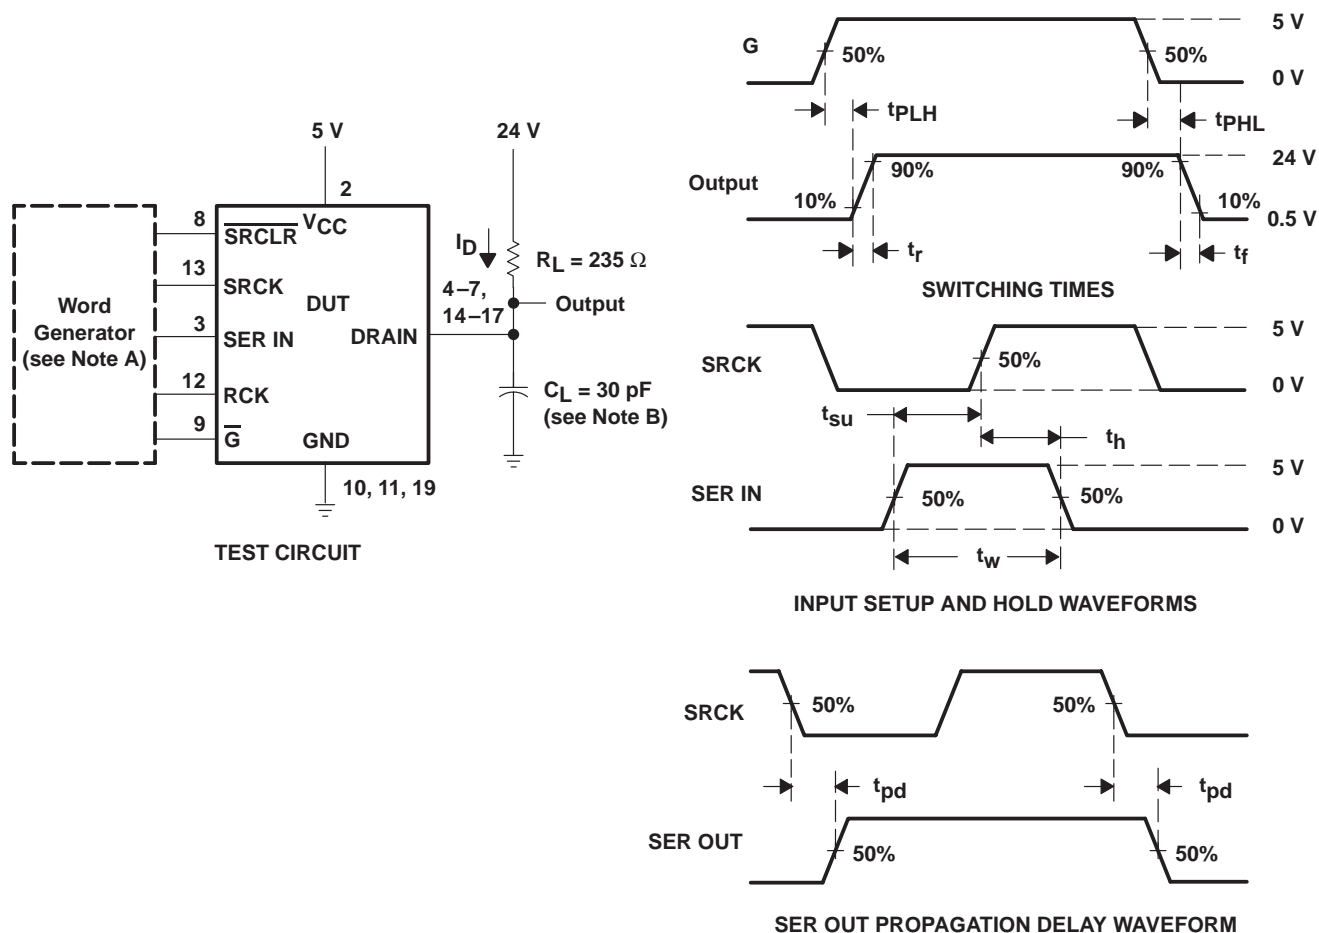 5 V
24 V
2
8
SRCLR
VCC
13
SRCK
DUT
3
SER IN
DRAIN
12
RCK
9
G
GND
10, 11, 19
Word
Generator
(see Note A)
ID
RL = 235 Ω
4–7,
14–17
Output
CL = 30 pF
(see Note B)
TEST CIRCUIT
G
50%
50%
5 V
0 V
tPLH
tPHL
Output
10%
90%
90%
10%
24 V
0.5 V
tr
tf
SWITCHING TIMES
SRCK
50%
5 V
0 V
tsu
th
SER IN
50%
50%
5 V
0 V
tw
INPUT SETUP AND HOLD WAVEFORMS
SRCK
50%
50%
tpd
tpd
SER OUT
50%
50%
SER OUT PROPAGATION DELAY WAVEFORM